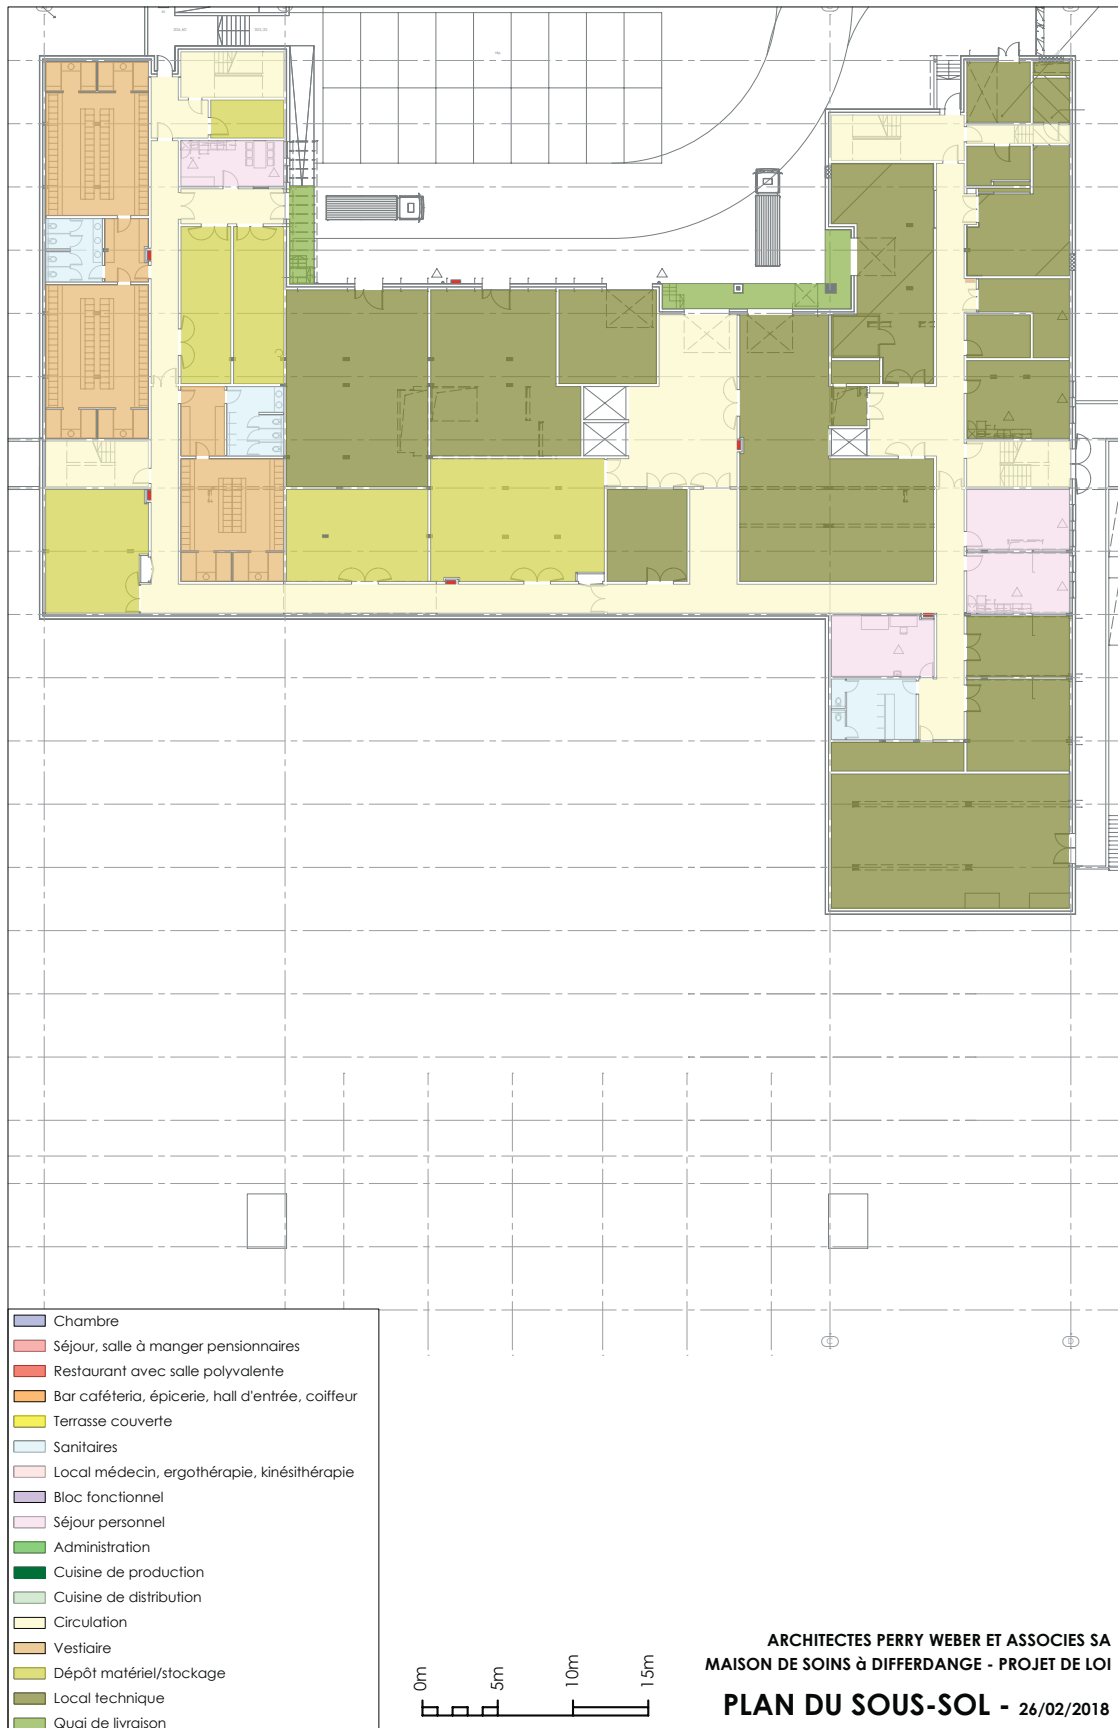 C
D
Chambre
Séjour, salle à manger pensionnaires
Restaurant avec salle polyvalente
Bar caféteria, épicerie, hall d'entrée, coiffeur
Terrasse couverte
Sanitaires
Local médecin, ergothérapie, kinésithérapie
Bloc fonctionnel
Séjour personnel
Administration
Cuisine de production
Cuisine de distribution
Circulation
Vestiaire
Dépôt matériel/stockage
Local technique
Quai de livraison
0m
5m
10m
15m
ARCHITECTES PERRY WEBER ET ASSOCIES SA
MAISON DE SOINS à DIFFERDANGE - PROJET DE LOI
PLAN DU SOUS-SOL - 26/02/2018